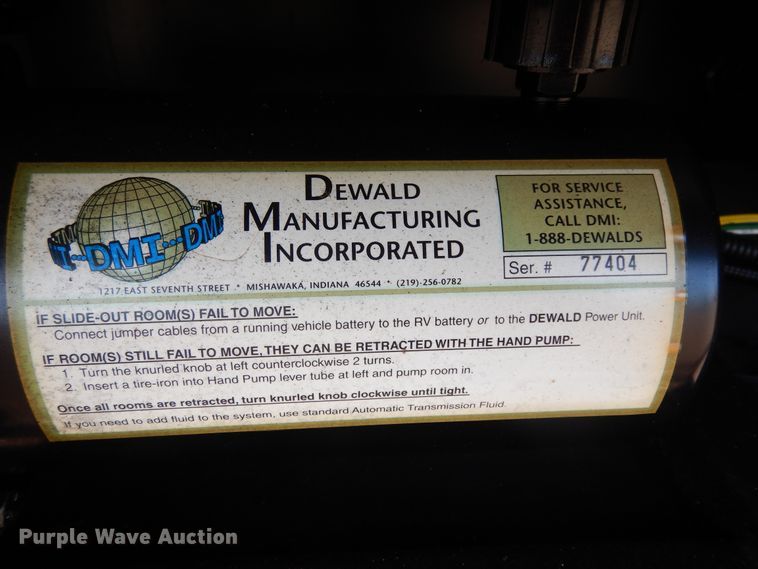 I...DMI...DMI
DEWALD
MANUFACTURING
INCORPORATED
1217 EAST SEVENTH STREET * MISHAWAKA, INDIANA 46544 * (219)-256-0782
FOR SERVICE
ASSISTANCE,
CALL DMI:
1-888-DEWALDS
Ser. # 77404
IF SLIDE-OUT ROOM(S) FAIL TO MOVE:
Connect jumper cables from a running vehicle battery to the RV battery or to the DEWALD Power Unit.
IF ROOM(S) STILL FAIL TO MOVE, THEY CAN BE RETRACTED WITH THE HAND PUMP:
1. Turn the knurled knob at left counterclockwise 2 turns.
2. Insert a tire-iron into Hand Pump lever tube at left and pump room in.
Once all rooms are retracted, turn knurled knob clockwise until tight.
If you need to add fluid to the system, use standard Automatic Transmission Fluid.
Purple Wave Auction